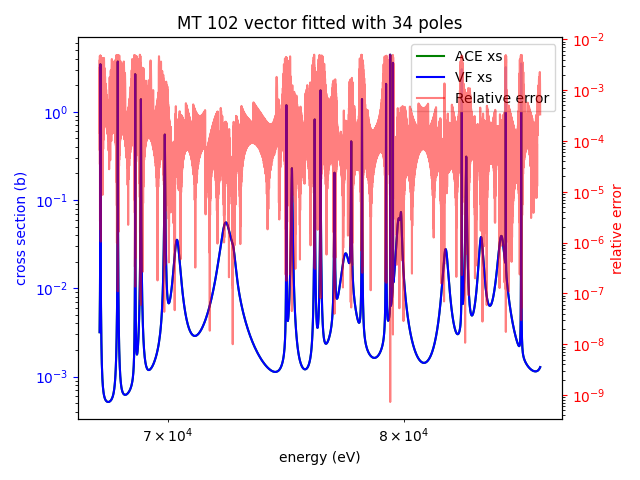 MT 102 vector fitted with 34 poles
ACE xs
VF xs
Relative error
cross section (b)
10⁰
10⁻¹
10⁻²
10⁻³
10⁻²
10⁻³
10⁻⁴
10⁻⁵
10⁻⁶
10⁻⁷
10⁻⁸
10⁻⁹
relative error
7 × 10⁴
8 × 10⁴
energy (eV)